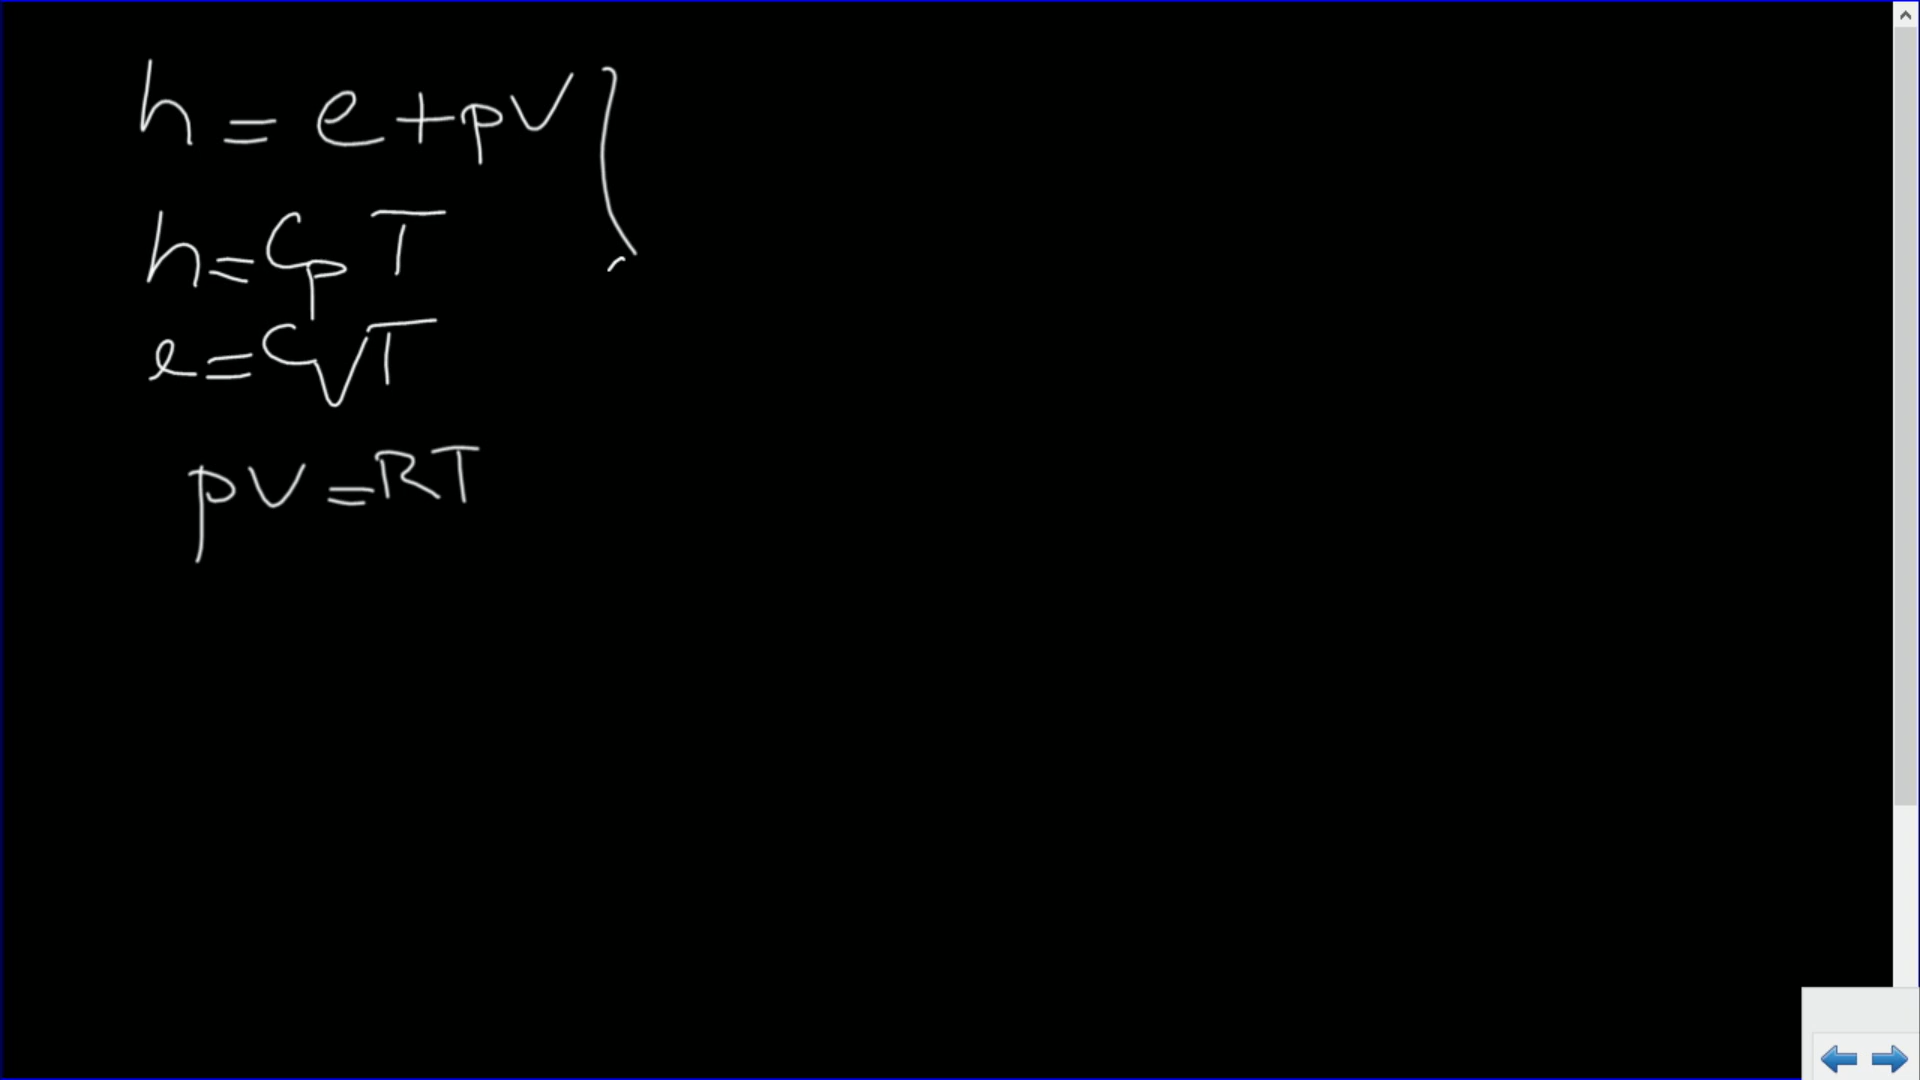 h = e + pv
h = Cp T
e = Cv T
pv = RT